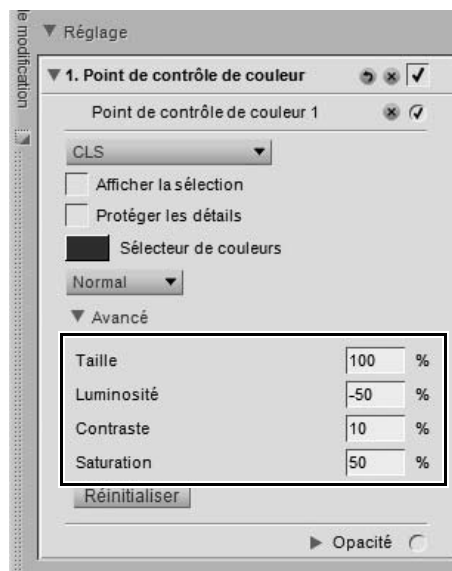 le modification
Réglage
1. Point de contrôle de couleur
Point de contrôle de couleur 1
CLS
Afficher la sélection
Protéger les détails
Sélecteur de couleurs
Normal
Avancé
Taille 100 %
Luminosité -50 %
Contraste 10 %
Saturation 50 %
Réinitialiser
Opacité